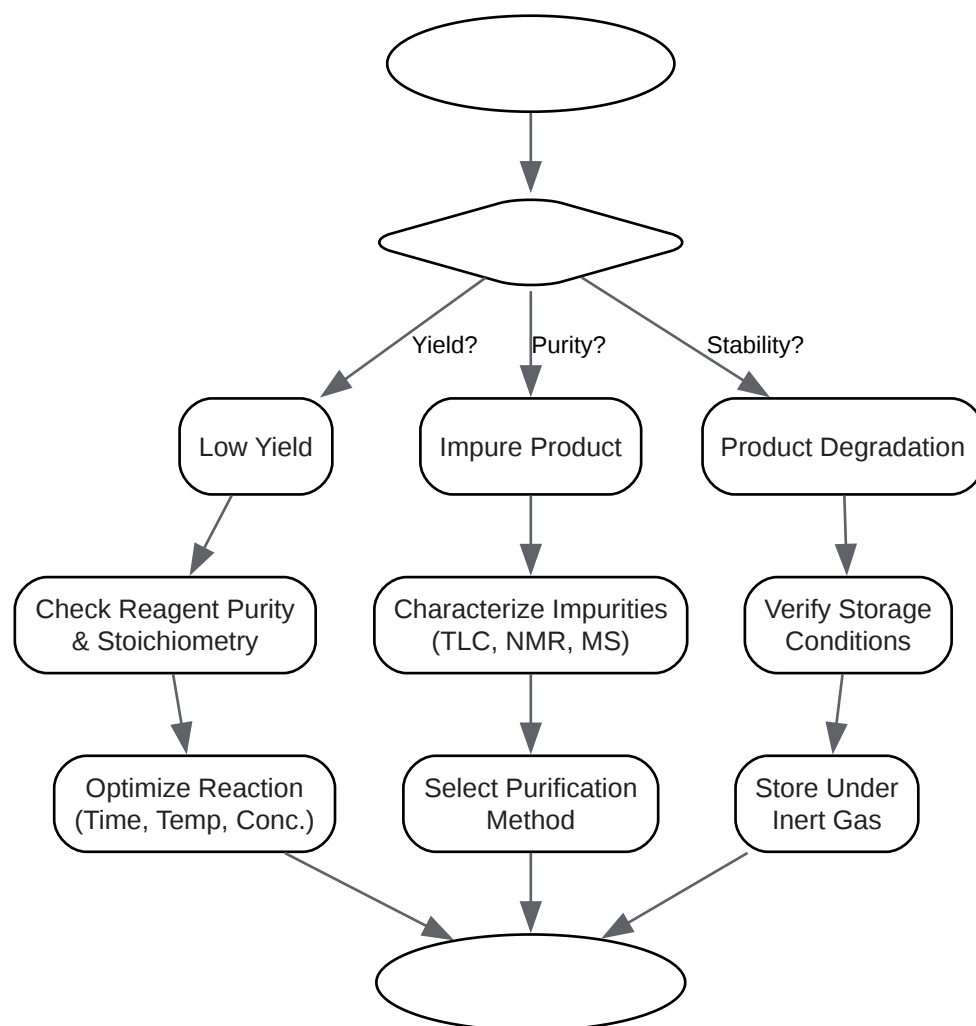 Yield?
Purity?
Stability?
Low Yield
Impure Product
Product Degradation
Check Reagent Purity
& Stoichiometry
Characterize Impurities
(TLC, NMR, MS)
Verify Storage
Conditions
Optimize Reaction
(Time, Temp, Conc.)
Select Purification
Method
Store Under
Inert Gas